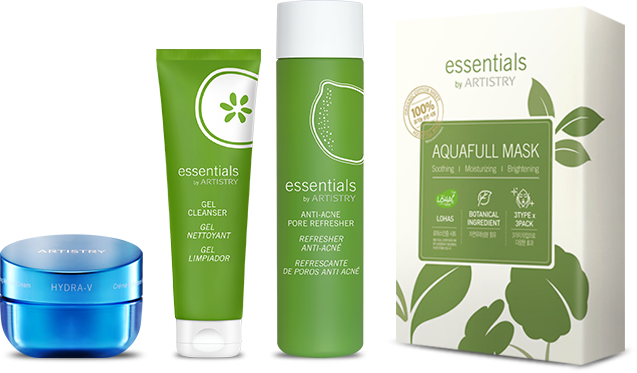 ARTISTRY
HYDRA-V
essentials
by ARTISTRY
GEL
CLEANSER
GEL
NETTOYANT
GEL
LIMPIADOR
essentials
by ARTISTRY
ANTI-ACNE
PORE REFRESHER
REFRESHER
ANTI-ACNÉ
REFRESCANTE
DE POROS ANTI ACNÉ
essentials
by ARTISTRY
100%
AQUAFULL MASK
Soothing | Moisturizing | Brightening
LOHAS
BOTANICAL
INGREDIENT
3TYPE x
3PACK